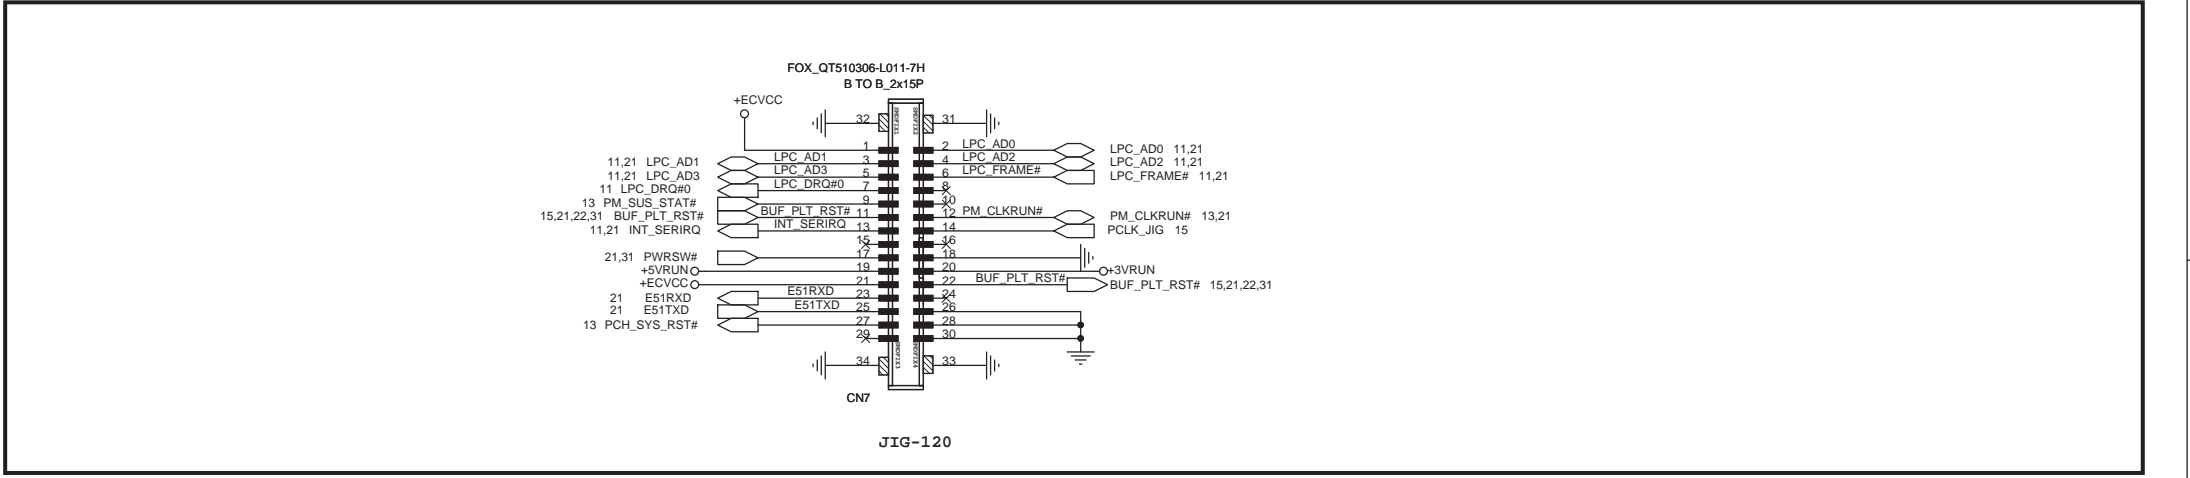 FOX_QT510306-L011-7H
B TO B_2x15P
+ECVCC
32 SMDFIX1 SMDFIX2 31
1 2 LPC_AD0 LPC_AD0 11,21
11,21 LPC_AD1 LPC_AD1 3 4 LPC_AD2 LPC_AD2 11,21
11,21 LPC_AD3 LPC_AD3 5 6 LPC_FRAME# LPC_FRAME# 11,21
11 LPC_DRQ#0 LPC_DRQ#0 7 8
13 PM_SUS_STAT# 9 10
15,21,22,31 BUF_PLT_RST# BUF_PLT_RST# 11 12 PM_CLKRUN# PM_CLKRUN# 13,21
11,21 INT_SERIRQ INT_SERIRQ 13 14 PCLK_JIG 15
15 16
21,31 PWRSW# 17 18
+5VRUN 19 20 +3VRUN
+ECVCC 21 22 BUF_PLT_RST# BUF_PLT_RST# 15,21,22,31
21 E51RXD E51RXD 23 24
21 E51TXD E51TXD 25 26
13 PCH_SYS_RST# 27 28
29 30
34 SMDFIX3 SMDFIX4 33
CN7
JIG-120